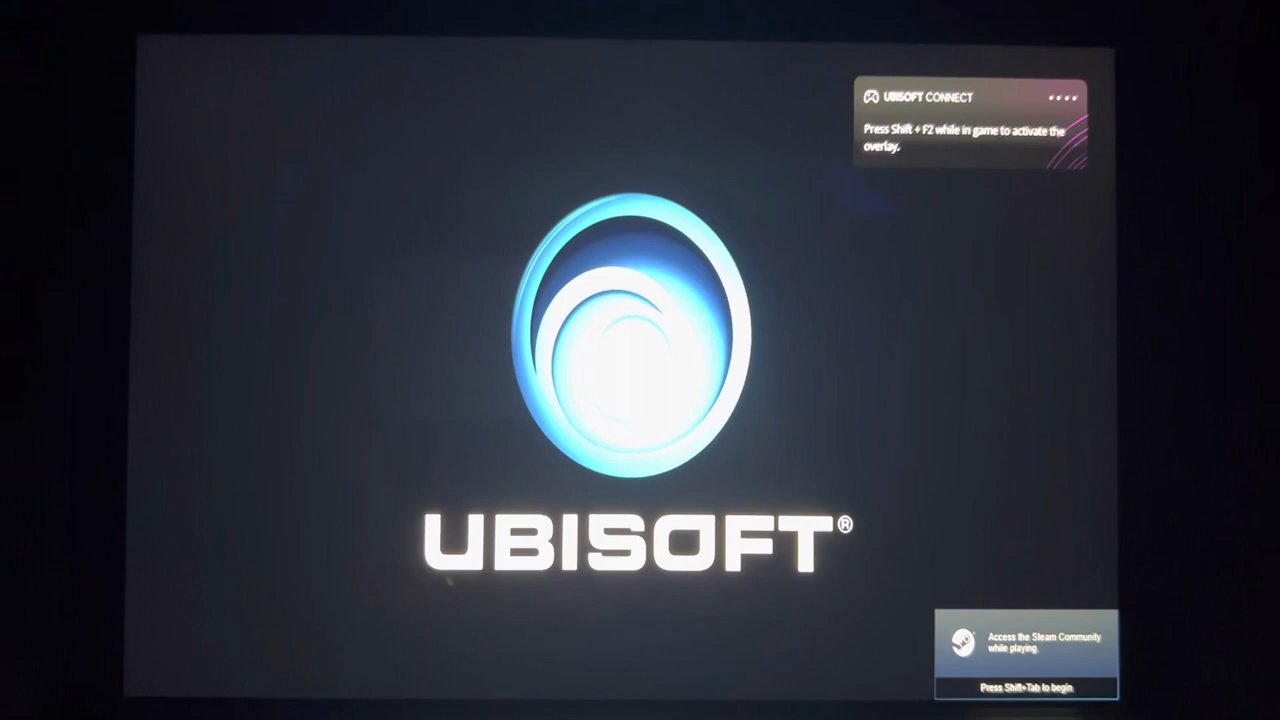 UBISOFT CONNECT
Press Shift + F2 while in game to activate the
overlay.
UBISOFT®
Access the Steam Community
while playing.
Press Shift+Tab to begin